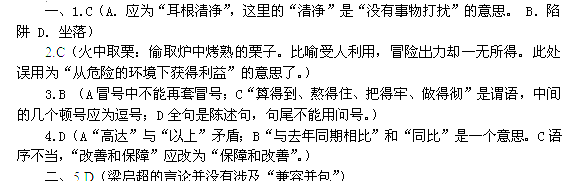 一、1.C（A．应为“耳根清净”，这里的“清净”是“没有事物打扰”的意思。 B．陷
阱 D．坐落）
2.C（火中取栗：偷取炉中烤熟的栗子。比喻受人利用，冒险出力却一无所得。此处
误用为“从危险的环境下获得利益”的意思了。）
3.B （A冒号中不能再套冒号；C“算得到、熬得住、把得牢、做得彻”是谓语，中间
的几个顿号应为逗号；D全句是陈述句，句尾不能用问号。）
4.D（A“高达”与“以上”矛盾；B“与去年同期相比”和“同比”是一个意思。C语
序不当，“改善和保障”应改为“保障和改善”。）
二、5.D（梁启超的言论并没有涉及“兼容并包”）